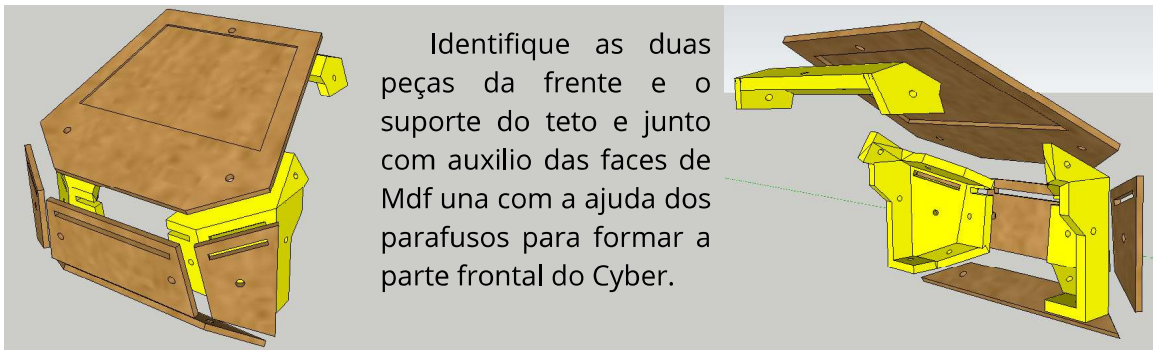 Identifique as duas
peças da frente e o
suporte do teto e junto
com auxilio das faces de
Mdf una com a ajuda dos
parafusos para formar a
parte frontal do Cyber.